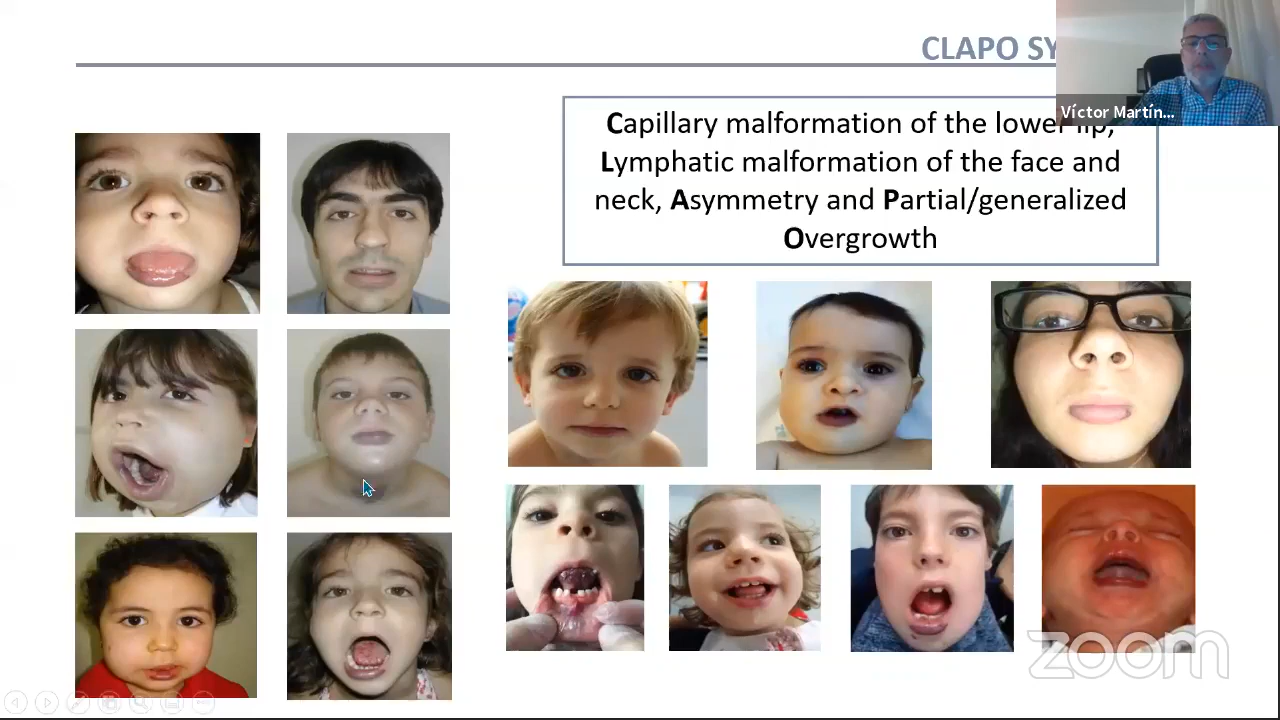 CLAPO SY
Víctor Martín...
Capillary malformation of the lower lip,
Lymphatic malformation of the face and
neck, Asymmetry and Partial/generalized
Overgrowth
zoom